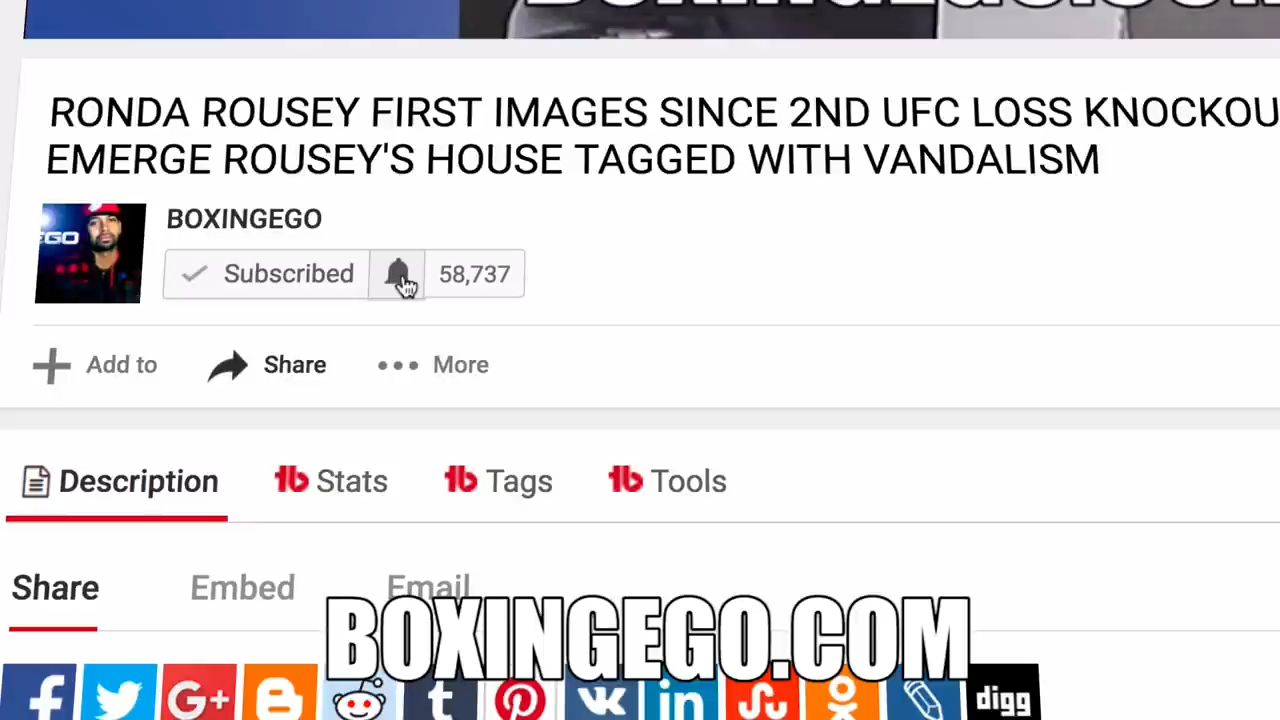 RONDA ROUSEY FIRST IMAGES SINCE 2ND UFC LOSS KNOCKOU
EMERGE ROUSEY'S HOUSE TAGGED WITH VANDALISM
EGO
BOXINGEGO
Subscribed 58,737
Add to Share More
Description Stats Tags Tools
Share Embed Email
BOXINGEGO.COM
digg